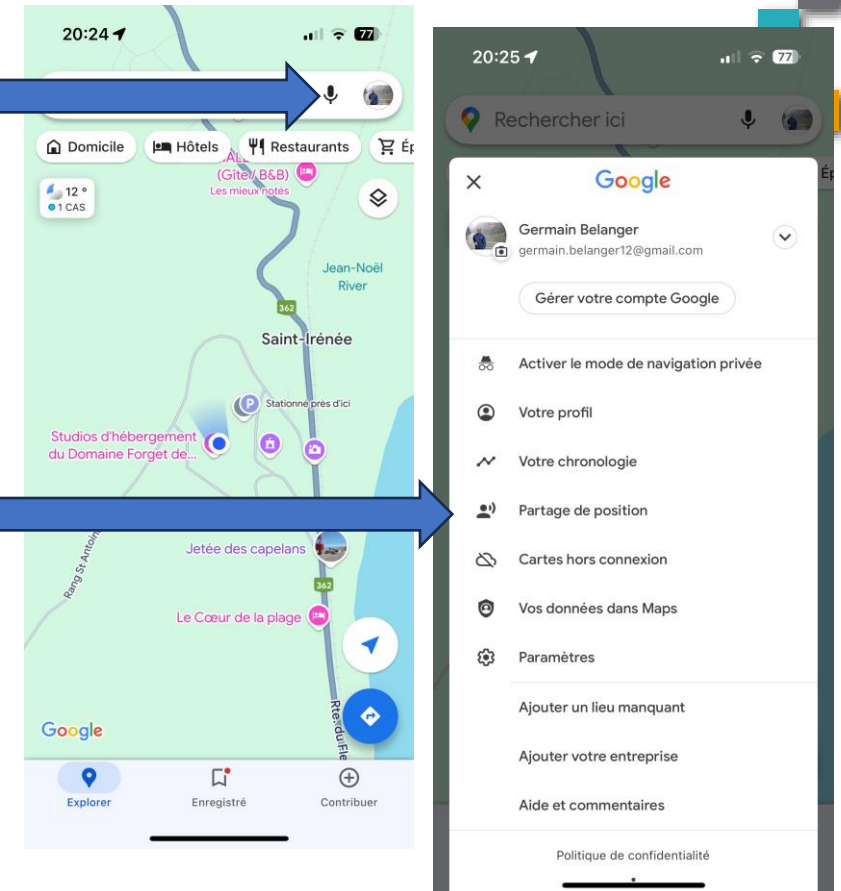 20:24
77
Domicile
Hôtels
Restaurants
Ép
(Gîte / B&B)
Les mieux notés
12 °
1 CAS
Jean-Noël
River
362
Saint-Irénée
P
Stationné près d'ici
Studios d'hébergement
du Domaine Forget de...
Rang St Antoine
Jetée des capelans
362
Le Cœur de la plage
Rte du Fle
Google
Explorer
Enregistré
Contribuer
20:25
77
Rechercher ici
Ép
Google
Germain Belanger
germain.belanger12@gmail.com
Gérer votre compte Google
Activer le mode de navigation privée
Votre profil
Votre chronologie
Partage de position
Cartes hors connexion
Vos données dans Maps
Paramètres
Ajouter un lieu manquant
Ajouter votre entreprise
Aide et commentaires
Politique de confidentialité